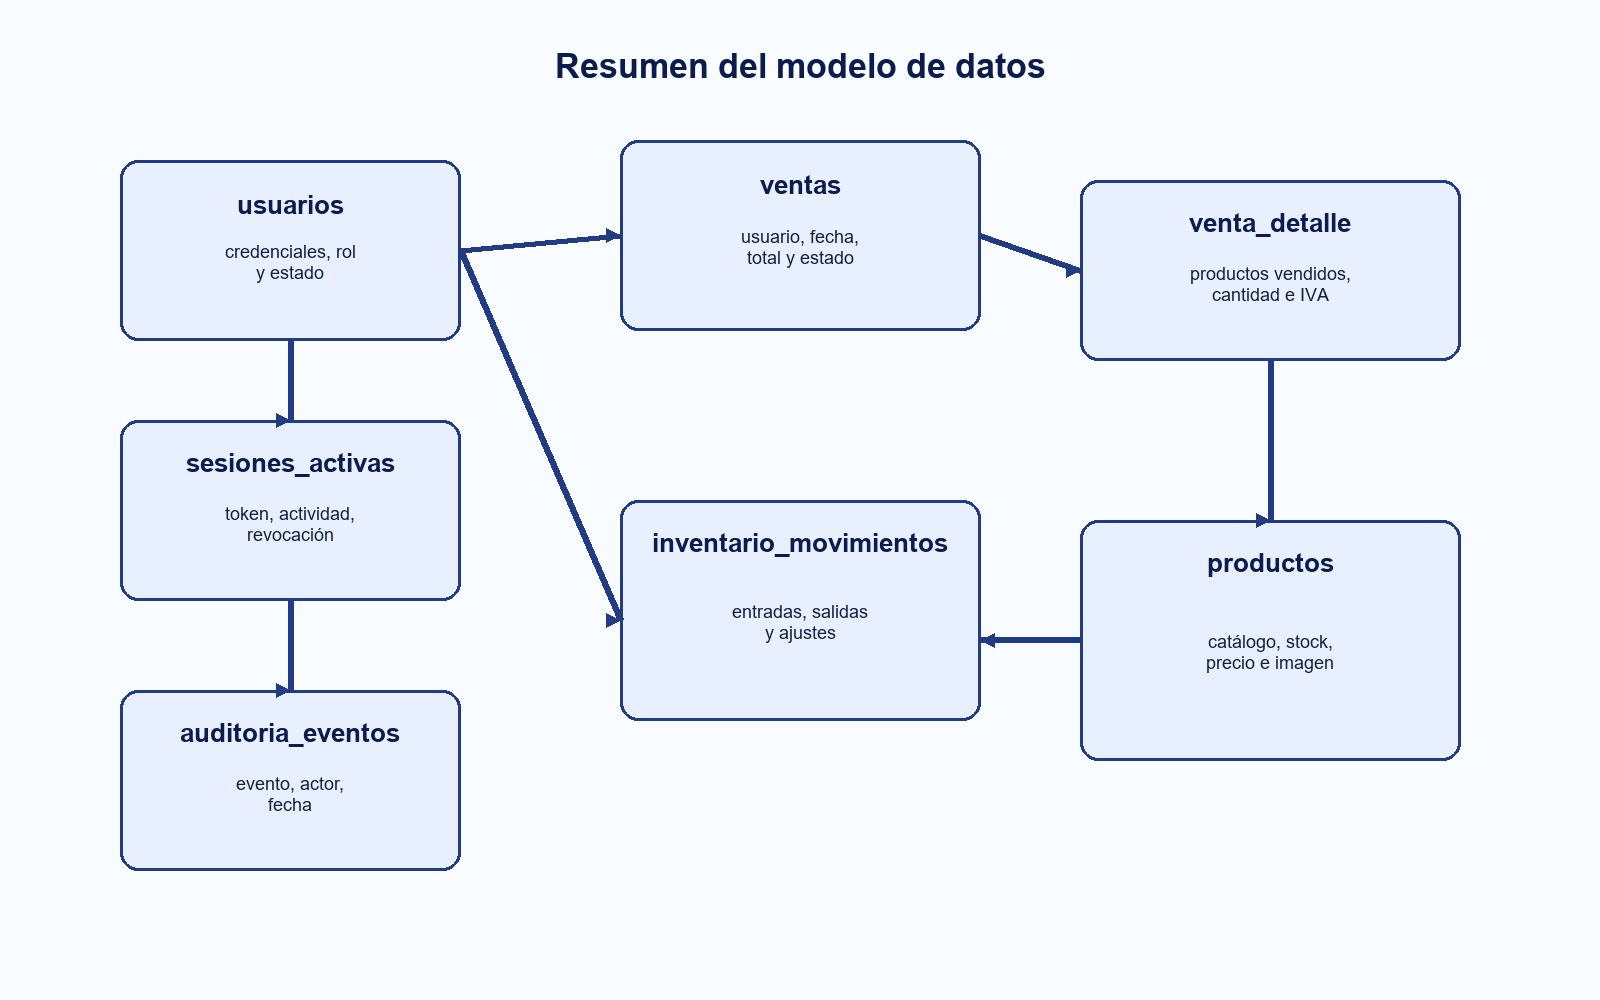 Resumen del modelo de datos
usuarios
credenciales, rol
y estado
ventas
usuario, fecha,
total y estado
venta_detalle
productos vendidos,
cantidad e IVA
sesiones_activas
token, actividad,
revocación
inventario_movimientos
entradas, salidas
y ajustes
productos
catálogo, stock,
precio e imagen
auditoria_eventos
evento, actor,
fecha